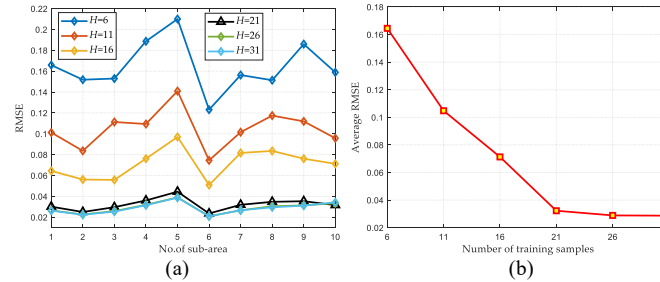 0.22
0.2
0.18
0.16
0.14
0.12
0.1
0.08
0.06
0.04
0.02
RMSE
H=6
H=11
H=16
H=21
H=26
H=31
1 2 3 4 5 6 7 8 9 10
No.of sub-area
(a)
0.18
0.16
0.14
0.12
0.1
0.08
0.06
0.04
0.02
Average RMSE
6 11 16 21 26
Number of training samples
(b)